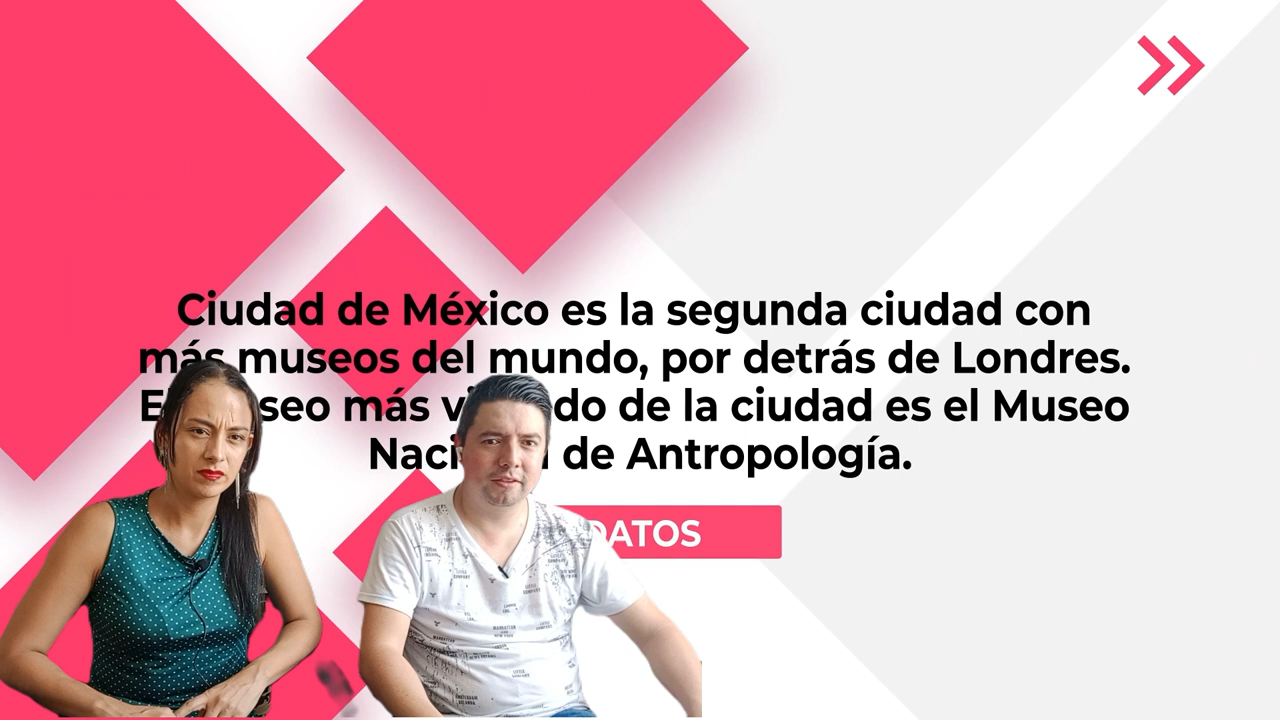 Ciudad de México es la segunda ciudad con
más museos del mundo, por detrás de Londres.
más de la ciudad es el Museo
de Antropología.
DATOS